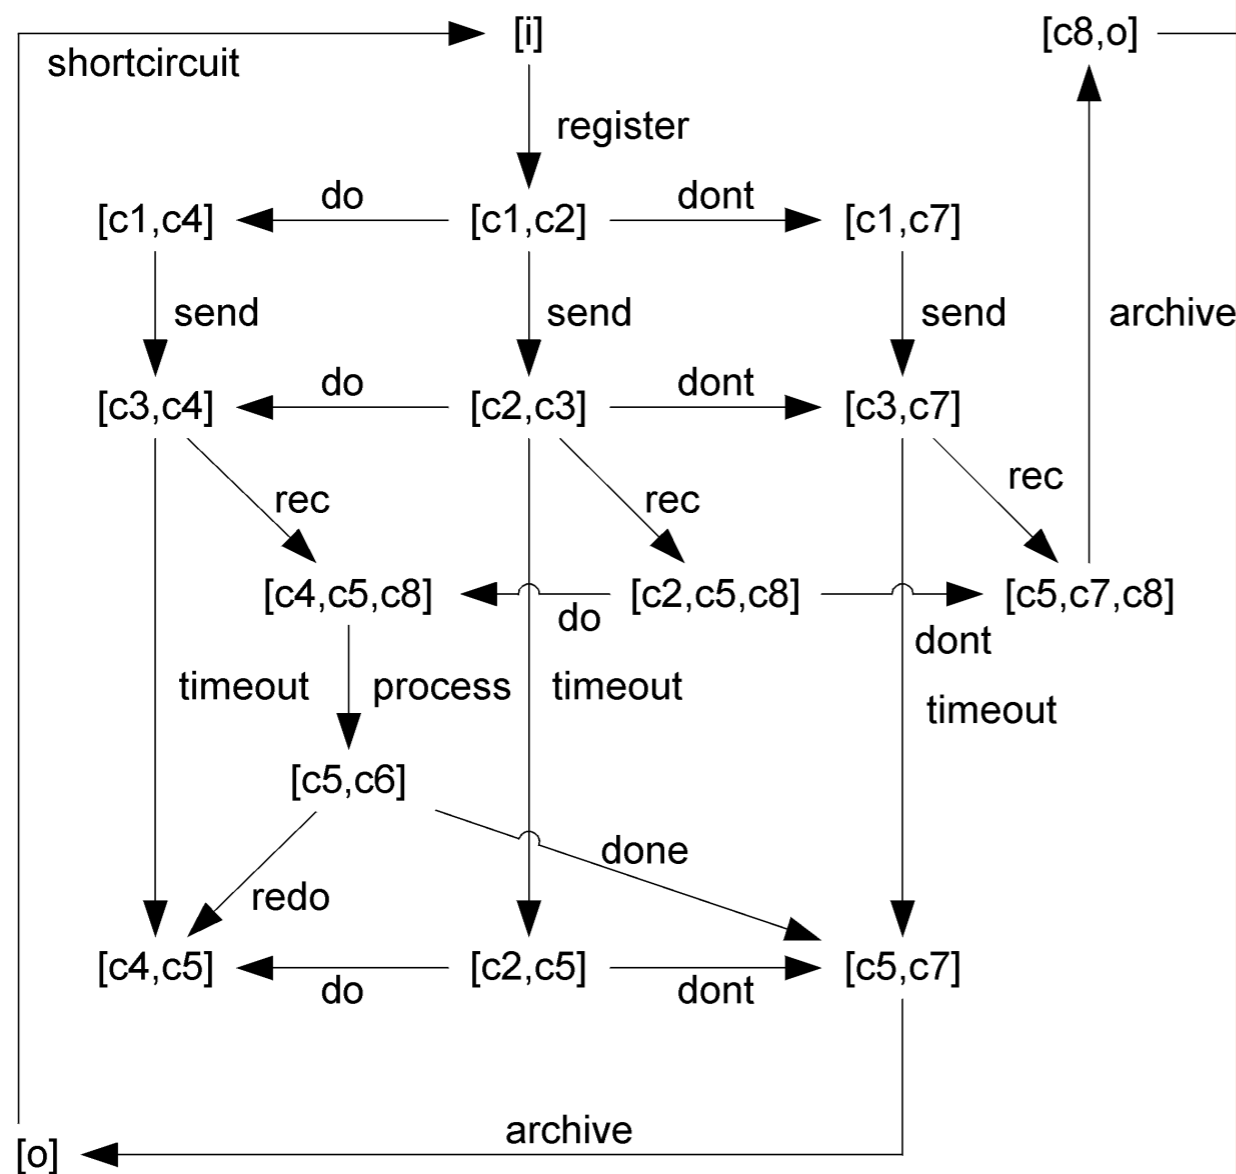 [i]
[c8,o]
shortcircuit
register
do
dont
[c1,c4]
[c1,c2]
[c1,c7]
send
send
send
archive
do
dont
[c3,c4]
[c2,c3]
[c3,c7]
rec
rec
rec
[c4,c5,c8]
[c2,c5,c8]
[c5,c7,c8]
do
dont
timeout
process
timeout
timeout
[c5,c6]
done
redo
[c4,c5]
[c2,c5]
[c5,c7]
do
dont
archive
[o]